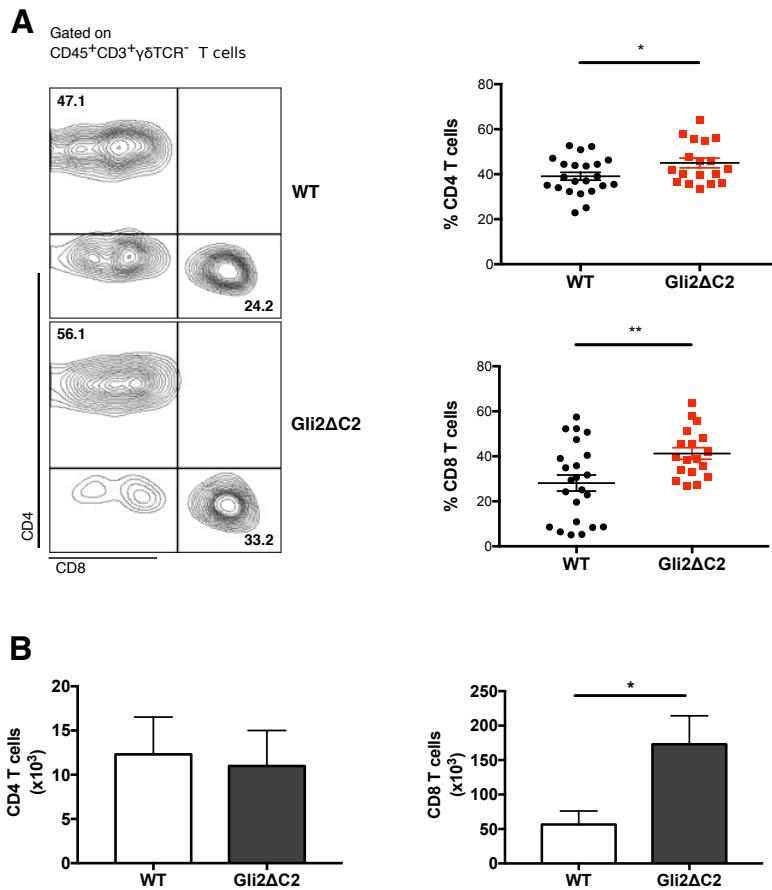 A
Gated on
CD45⁺CD3⁺γδTCR⁻ T cells
47.1
WT
24.2
56.1
Gli2ΔC2
33.2
CD4
CD8
*
80
60
40
20
0
% CD4 T cells
WT
Gli2ΔC2
**
80
60
40
20
0
% CD8 T cells
WT
Gli2ΔC2
B
20
15
10
5
0
CD4 T cells
(x10³)
WT
Gli2ΔC2
*
250
200
150
100
50
0
CD8 T cells
(x10³)
WT
Gli2ΔC2